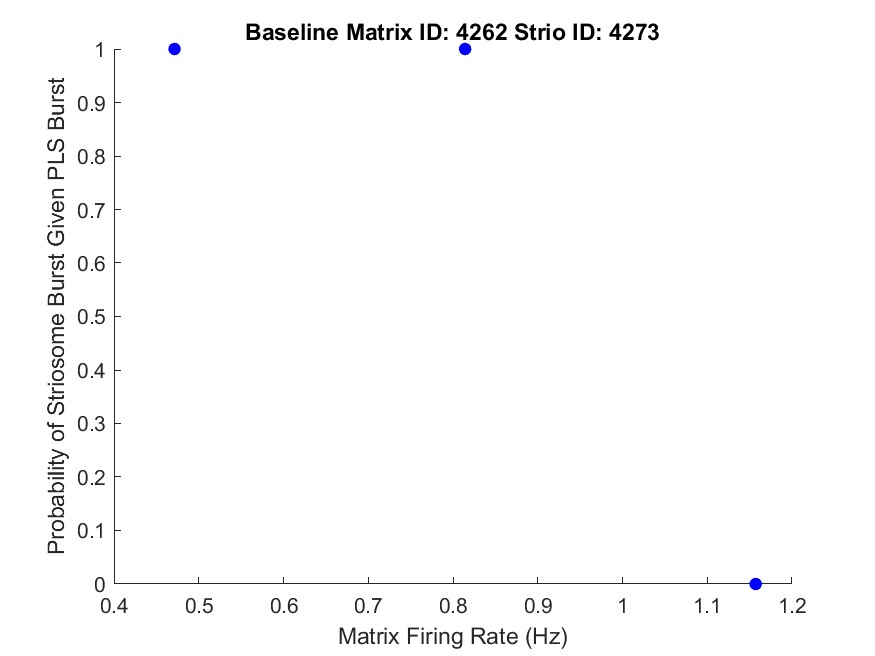 Baseline Matrix ID: 4262 Strio ID: 4273
Probability of Striosome Burst Given PLS Burst
1
0.9
0.8
0.7
0.6
0.5
0.4
0.3
0.2
0.1
0
0.4 0.5 0.6 0.7 0.8 0.9 1 1.1 1.2
Matrix Firing Rate (Hz)